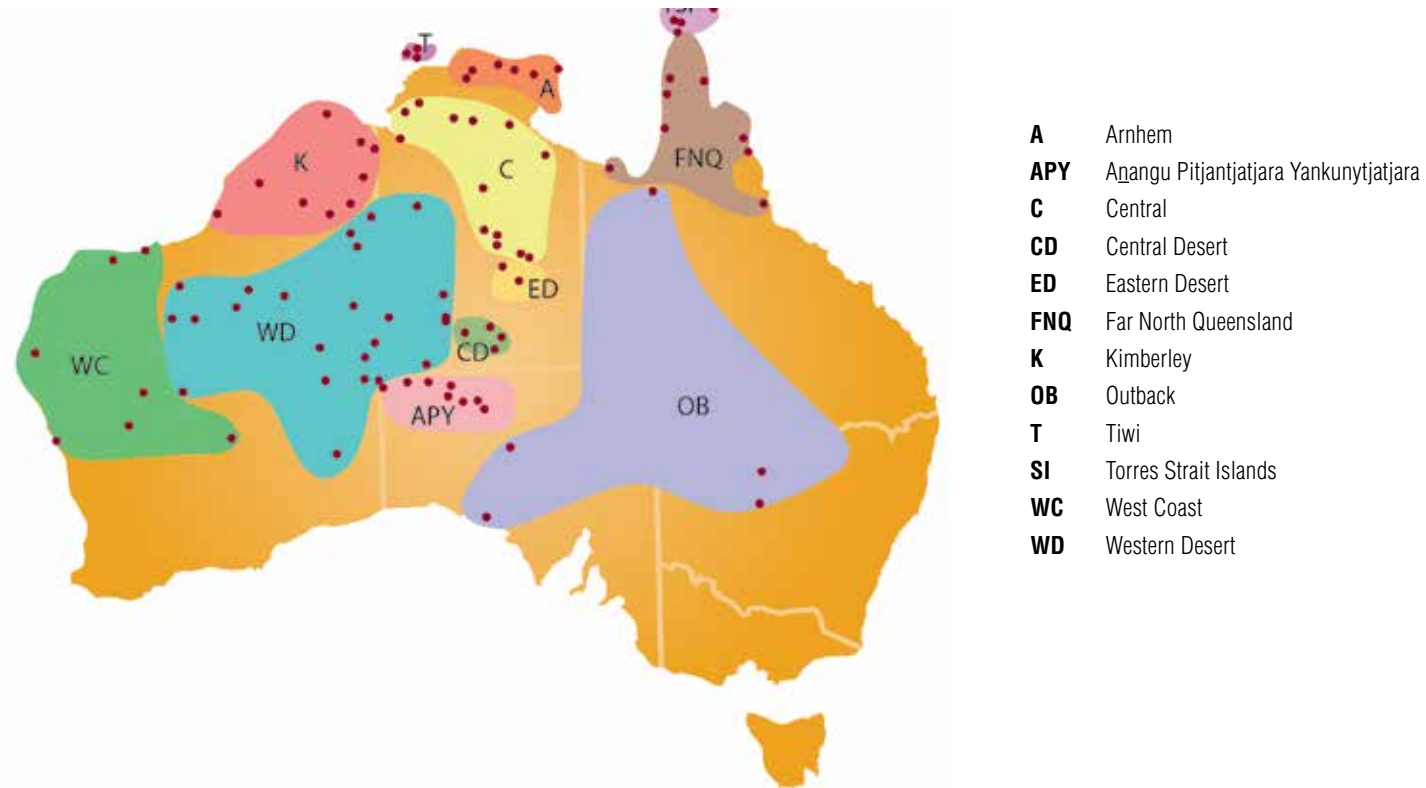 T
A
K
C
FNQ
ED
WD
CD
WC
APY
OB
A Arnhem
APY Aṉangu Pitjantjatjara Yankunytjatjara
C Central
CD Central Desert
ED Eastern Desert
FNQ Far North Queensland
K Kimberley
OB Outback
T Tiwi
SI Torres Strait Islands
WC West Coast
WD Western Desert